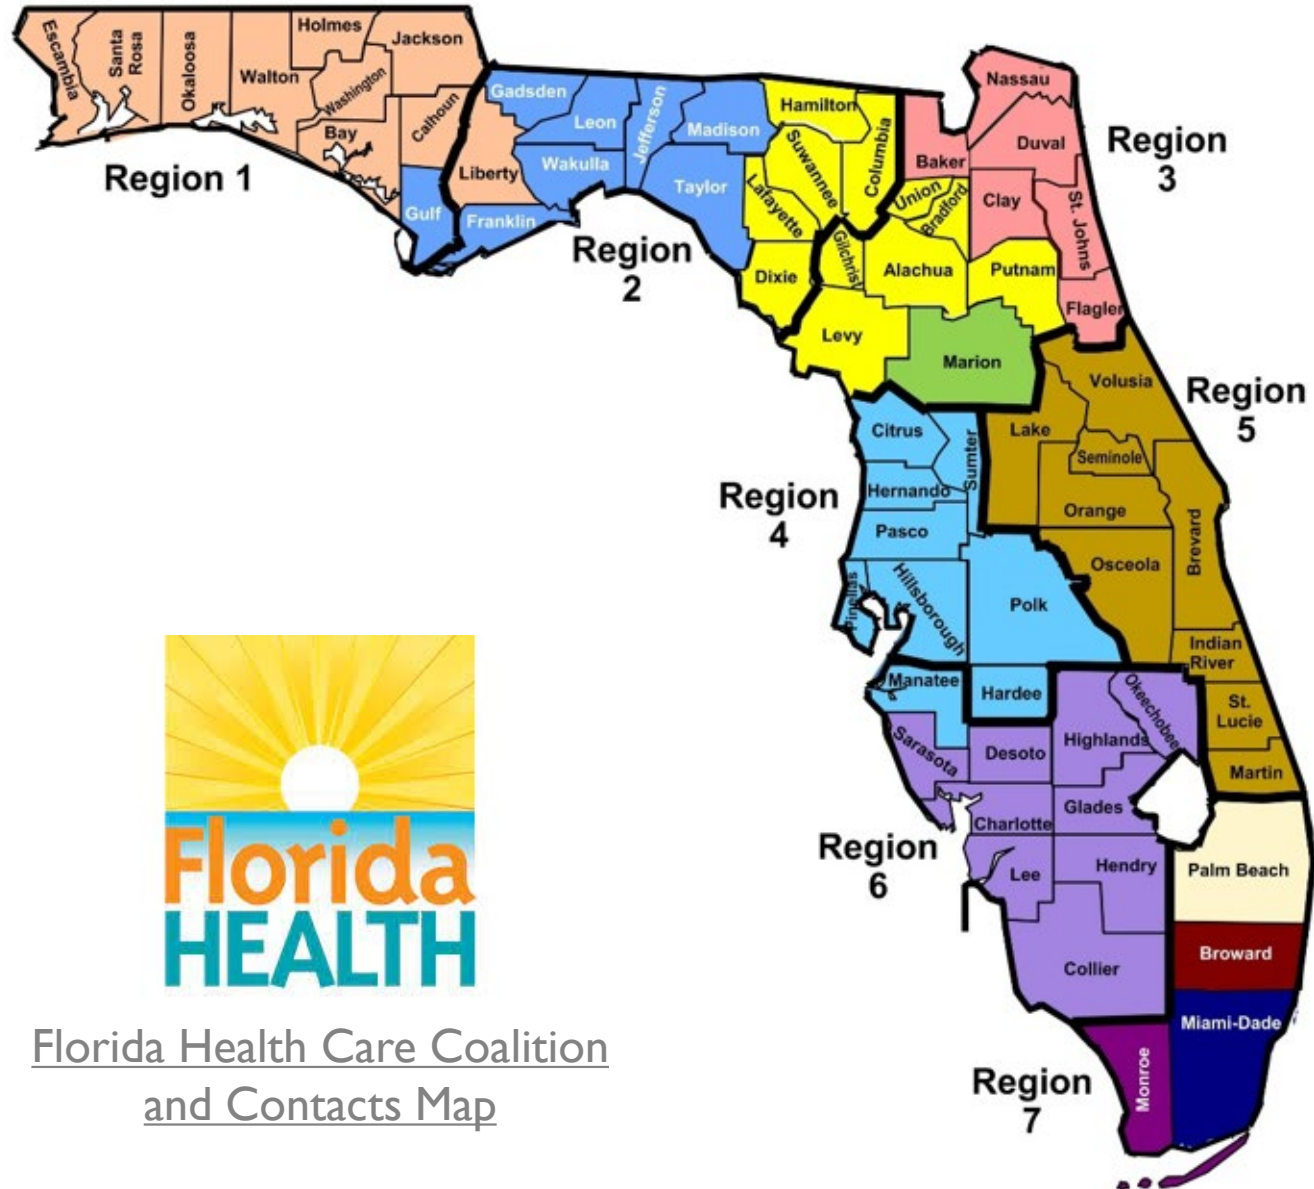 Escambia
Santa
Rosa
Okaloosa
Walton
Holmes
Washington
Jackson
Bay
Calhoun
Region 1
Gulf
Liberty
Gadsden
Franklin
Leon
Wakulla
Jefferson
Madison
Taylor
Region
2
Hamilton
Suwannee
Columbia
Lafayette
Dixie
Nassau
Baker
Duval
Union
Bradford
Clay
St. Johns
Region
3
Gilchrist
Alachua
Putnam
Flagler
Levy
Marion
Citrus
Sumter
Hernando
Pasco
Region
4
Pinellas
Hillsborough
Polk
Hardee
Volusia
Lake
Seminole
Orange
Brevard
Osceola
Region
5
Indian
River
St.
Lucie
Martin
Manatee
Sarasota
Desoto
Highlands
Okeechobee
Charlotte
Glades
Lee
Hendry
Collier
Region
6
Palm Beach
Broward
Miami-Dade
Monroe
Region
7
Florida
HEALTH
Florida Health Care Coalition
and Contacts Map